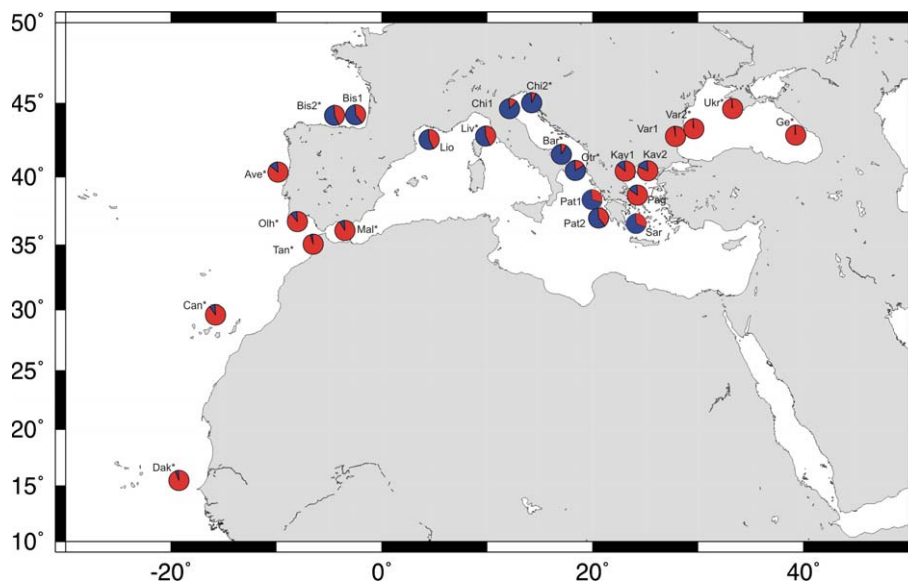 50°
45°
40°
35°
30°
25°
20°
15°
10°
-20°
0°
20°
40°
Bis2*
Bis1
Lio
Liv*
Chi1
Chi2*
Bar*
Otr*
Var1
Var2*
Ukr*
Ge*
Kav1
Kav2
Pag
Pat1
Pat2
Sar
Ave*
Olh*
Mal*
Tan*
Can*
Dak*